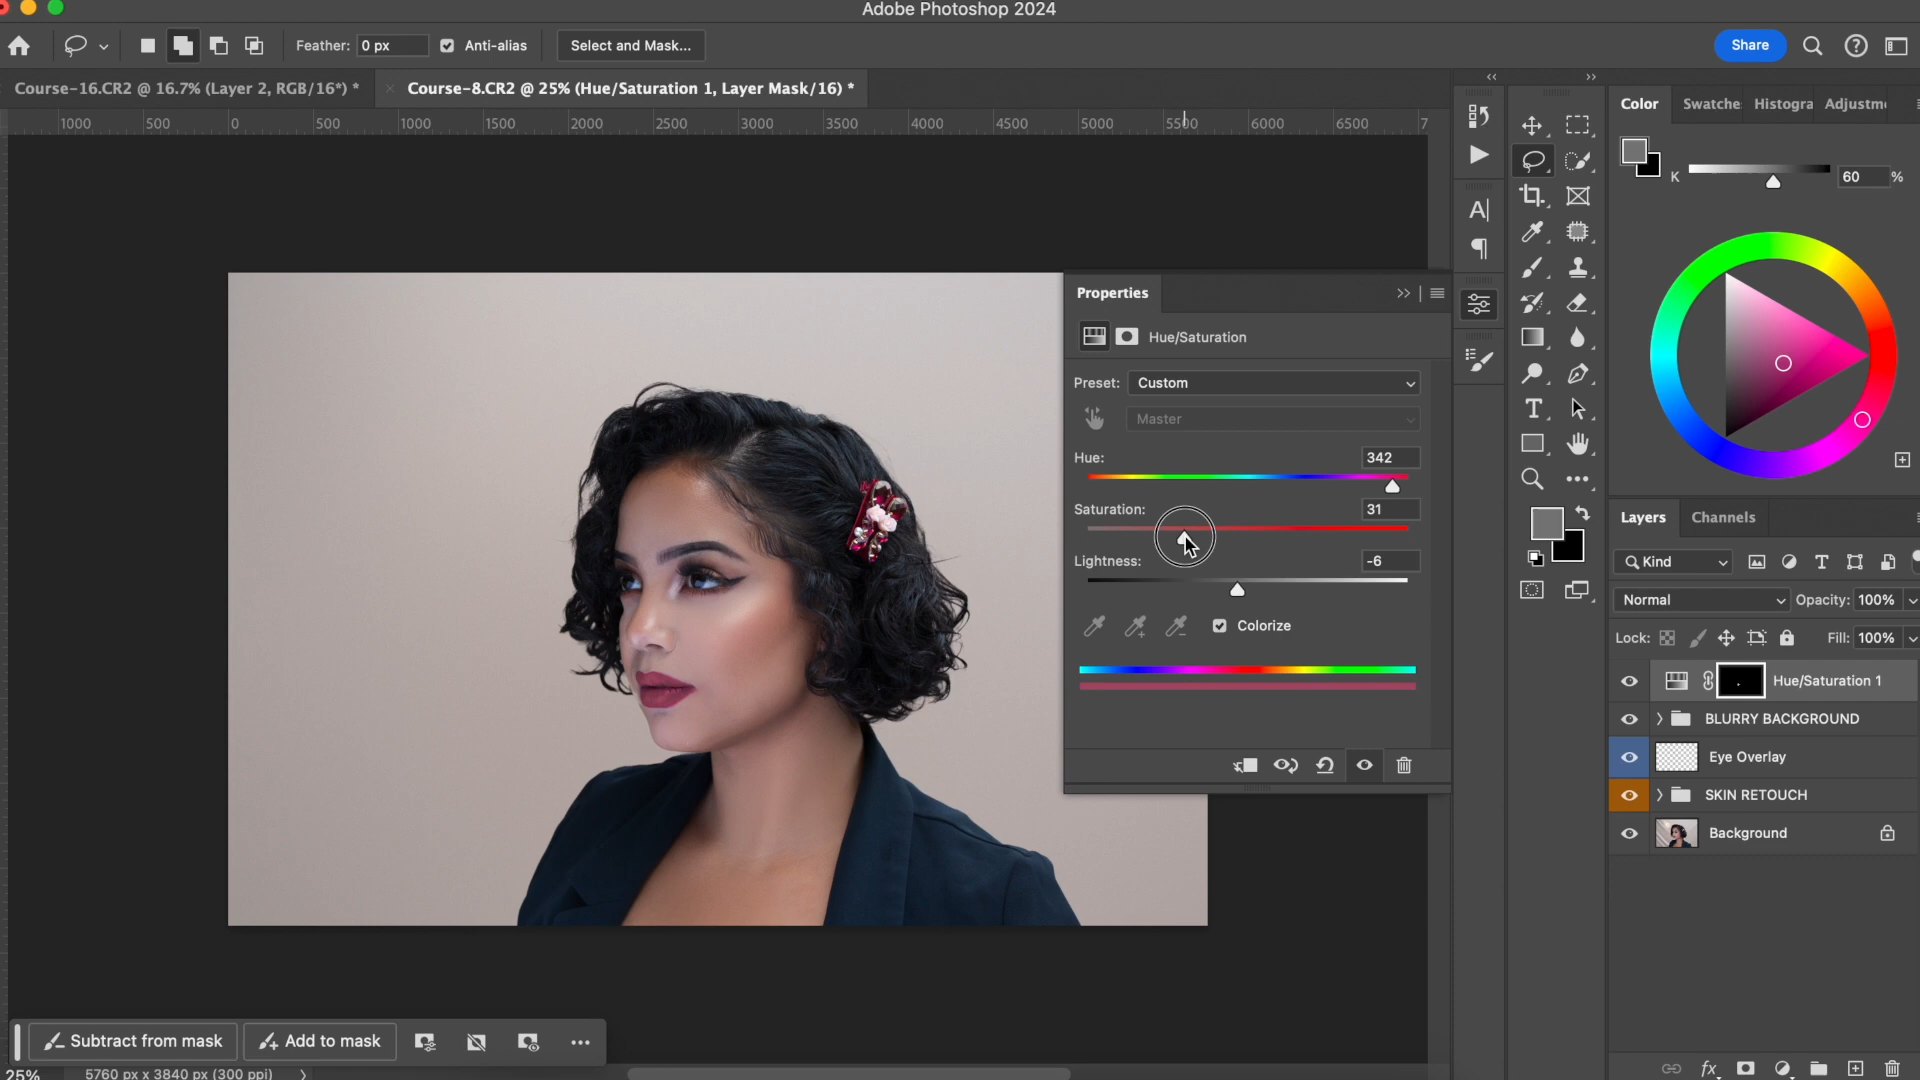 Adobe Photoshop 2024
Feather: 0 px Anti-alias Select and Mask... Share
Course-16.CR2 @ 16.7% (Layer 2, RGB/16*) * Course-8.CR2 @ 25% (Hue/Saturation 1, Layer Mask/16) *
1000 500 0 500 1000 1500 2000 2500 3000 3500 4000 4500 5000 5500 6000 6500 7
Color Swatche Histogra Adjustme
K 60 %
Properties
Hue/Saturation
Preset: Custom
Master
Hue: 342
Saturation: 31
Lightness: -6
Colorize
Layers Channels
Kind
Normal Opacity: 100%
Lock: Fill: 100%
Hue/Saturation 1
BLURRY BACKGROUND
Eye Overlay
SKIN RETOUCH
Background
fx
Subtract from mask Add to mask
25% 5760 px x 3840 px (300 ppi)